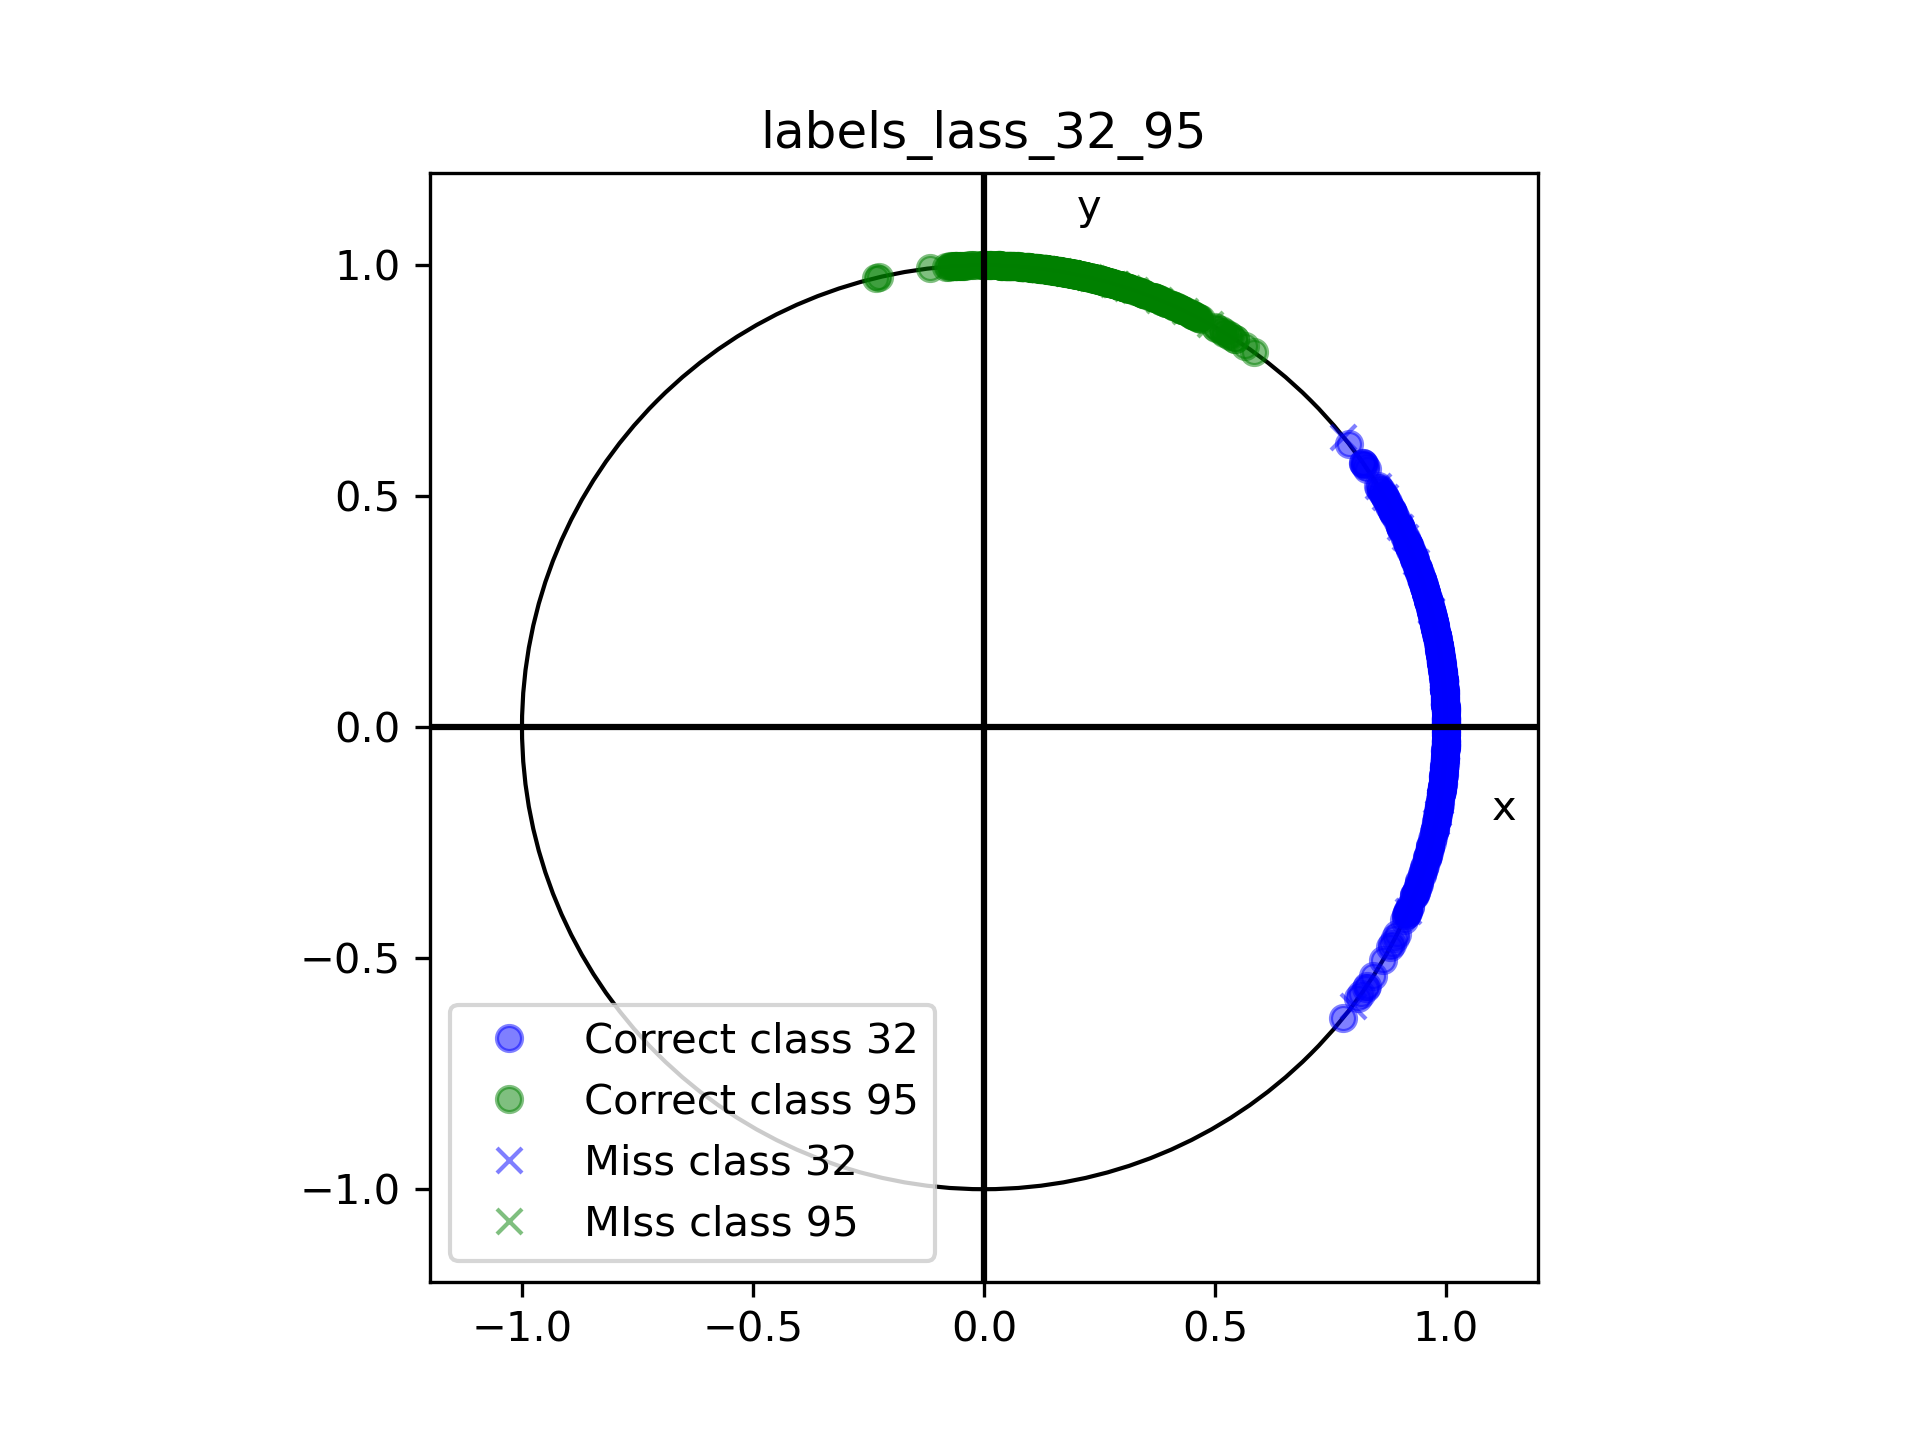 labels_lass_32_95
y
1.0
0.5
0.0
−0.5
−1.0
x
Correct class 32
Correct class 95
Miss class 32
MIss class 95
−1.0 −0.5 0.0 0.5 1.0